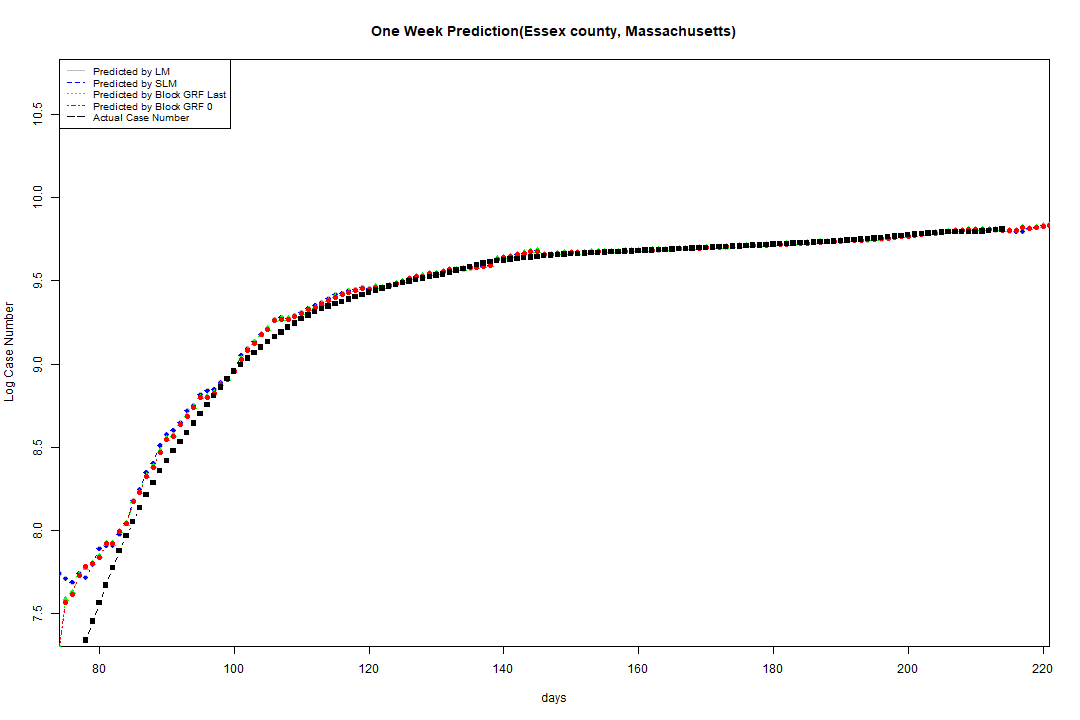 One Week Prediction(Essex county, Massachusetts)
Predicted by LM
Predicted by SLM
Predicted by Block GRF Last
Predicted by Block GRF 0
Actual Case Number
10.5
10.0
9.5
9.0
8.5
8.0
7.5
Log Case Number
80 100 120 140 160 180 200 220
days